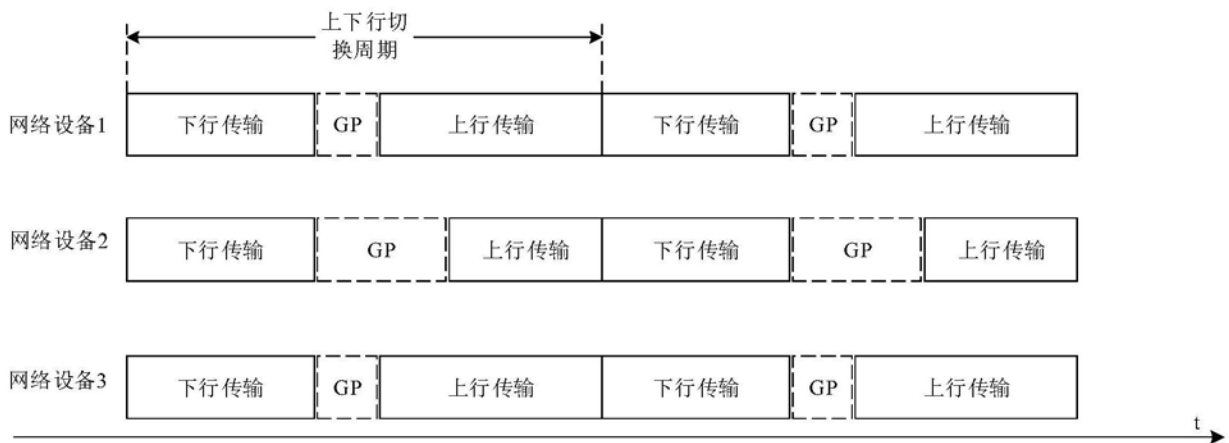 上下行切
换周期
网络设备1 下行传输 GP 上行传输 下行传输 GP 上行传输
网络设备2 下行传输 GP 上行传输 下行传输 GP 上行传输
网络设备3 下行传输 GP 上行传输 下行传输 GP 上行传输
t